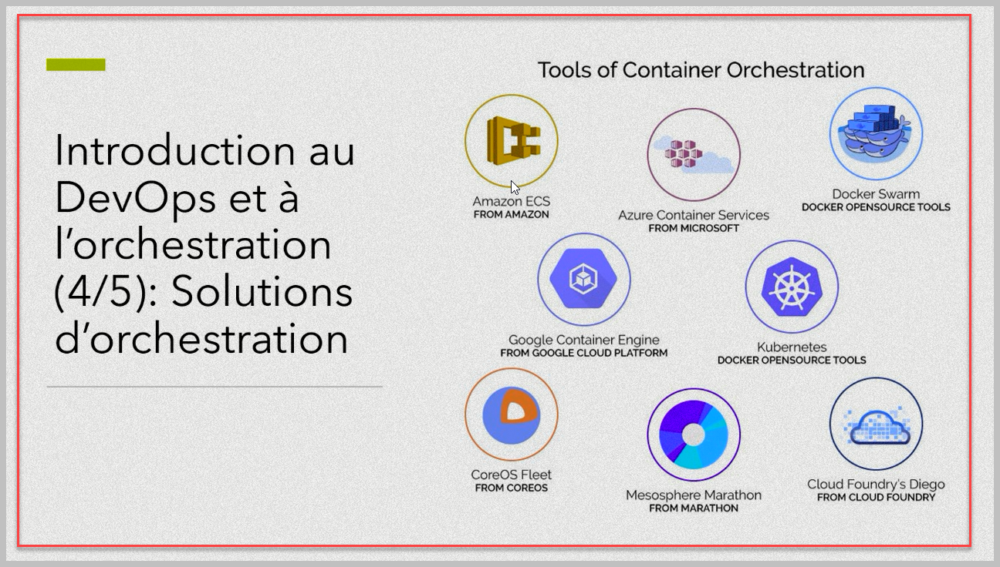 Introduction au
DevOps et à
l’orchestration
(4/5): Solutions
d’orchestration
Tools of Container Orchestration
Amazon ECS
FROM AMAZON
Azure Container Services
FROM MICROSOFT
Docker Swarm
DOCKER OPENSOURCE TOOLS
Google Container Engine
FROM GOOGLE CLOUD PLATFORM
Kubernetes
DOCKER OPENSOURCE TOOLS
CoreOS Fleet
FROM COREOS
Mesosphere Marathon
FROM MARATHON
Cloud Foundry's Diego
FROM CLOUD FOUNDRY